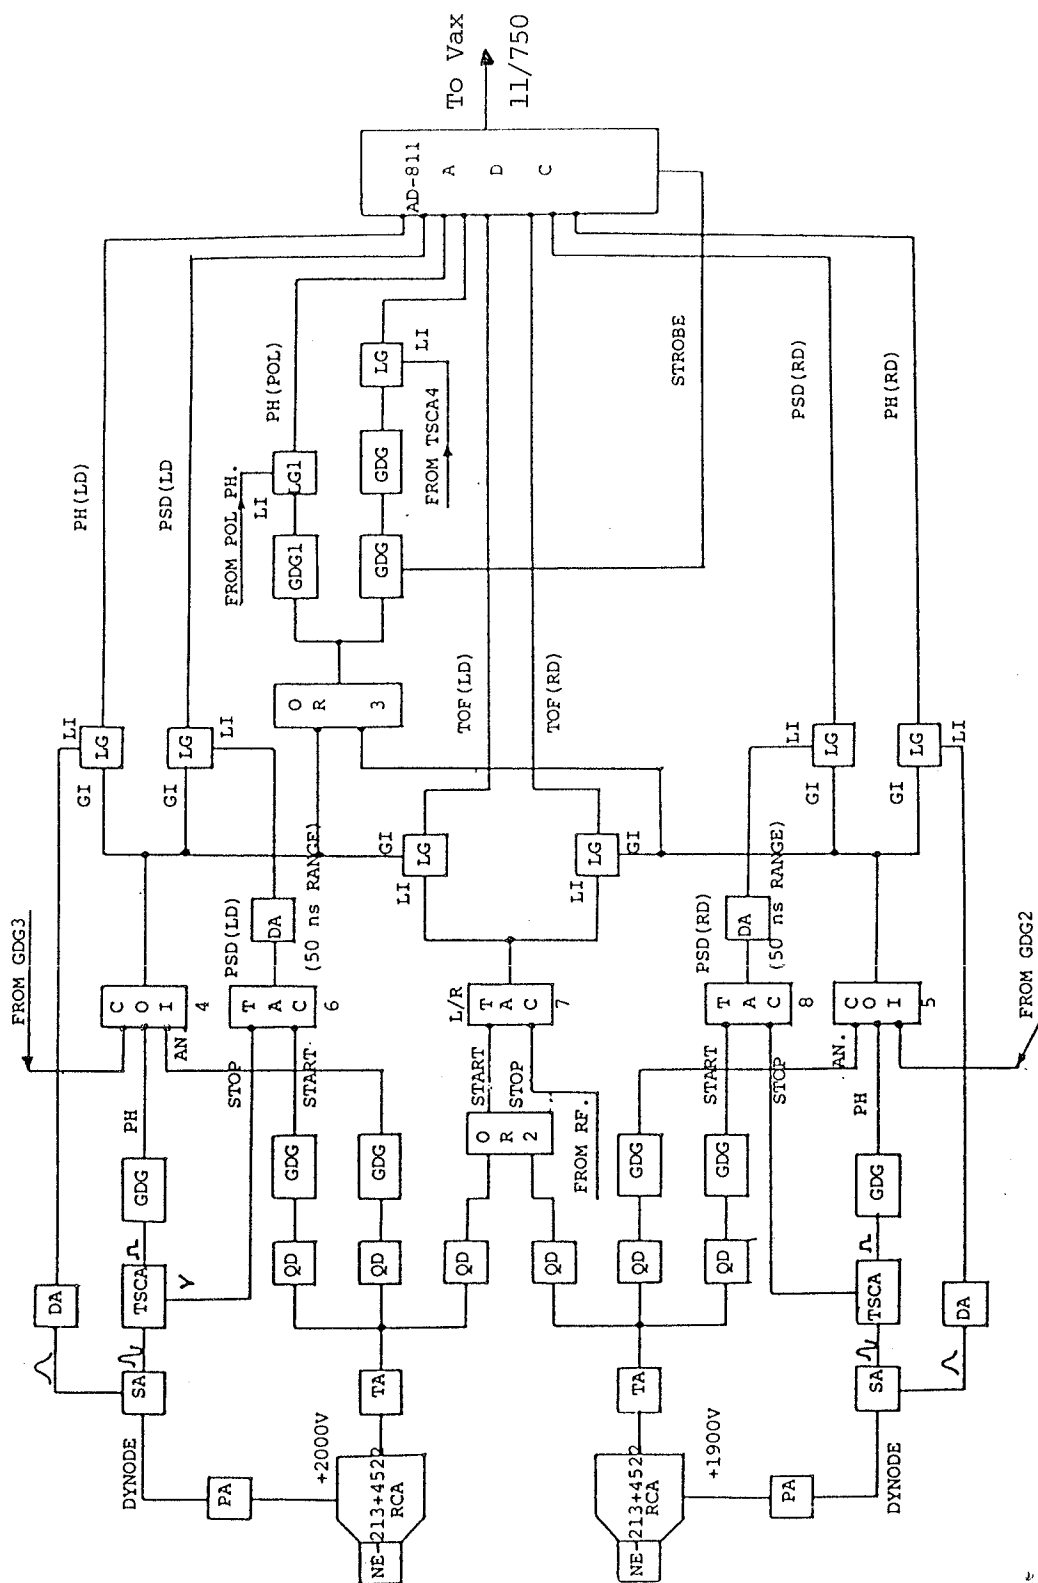 FROM GDG3
DA
LI
PH(LD)
GI
LG
DYNODE
SA
TSCA
GDG
PH
C
O
I
4
AN.
LI
PSD(LD
GI
LG
STOP
PA
QD
GDG
START
T
A
C
6
PSD(LD)
DA
(50 ns RANGE)
FROM POL PH.
LI
GDG1
LG1
PH(POL)
+2000V
NE-213+4522
RCA
TA
QD
GDG
O
R
3
GDG
GDG
LG
LI
FROM TSCA4
AD-811
A
D
C
To Vax
11/750
QD
O
R
2
START
STOP
L/R
T
A
C
7
LI
GI
LG
TOF(LD)
TOF(RD)
QD
FROM RF.
LI
LG
GI
STROBE
NE-213+4522
RCA
+1900V
TA
QD
GDG
QD
GDG
START
STOP
T
A
C
8
PSD(RD)
DA
(50 ns RANGE)
LI
LG
GI
PSD(RD)
PA
DYNODE
SA
TSCA
GDG
PH
AN.
C
O
I
5
GI
LG
LI
PH(RD)
DA
FROM GDG2